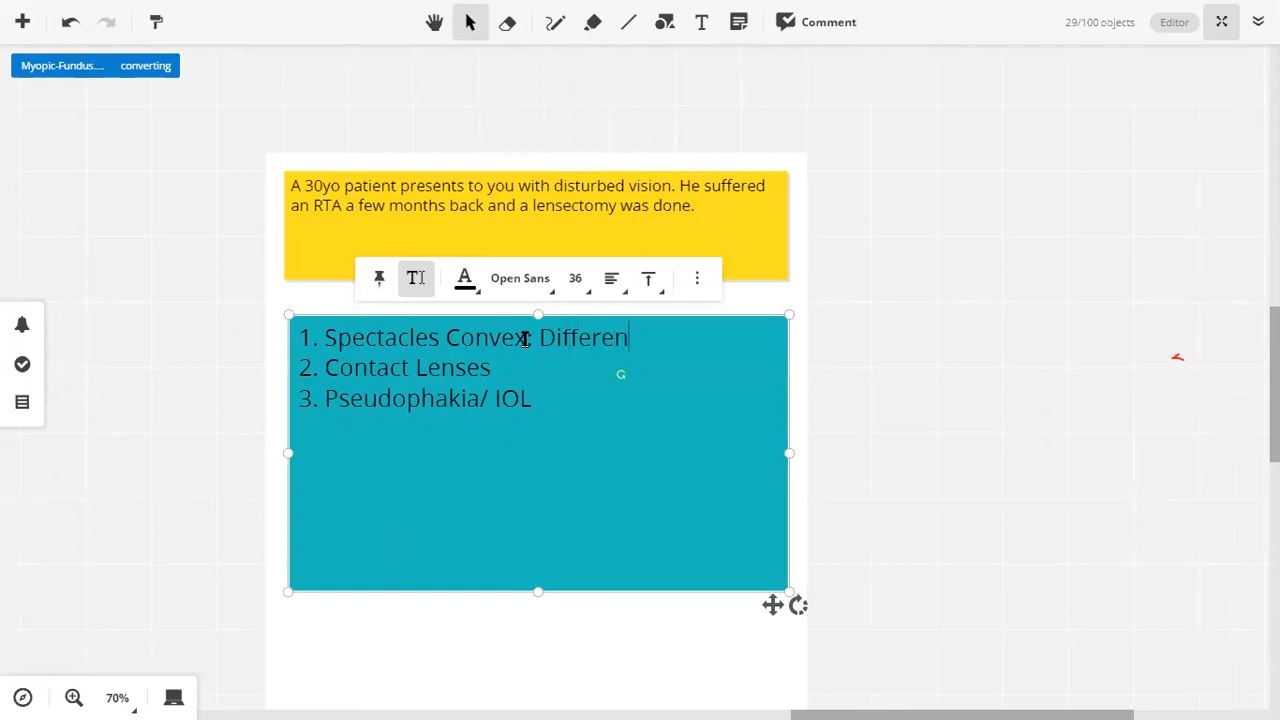 Comment
29/100 objects
Editor
Myopic-Fundus.... converting
A 30yo patient presents to you with disturbed vision. He suffered
an RTA a few months back and a lensectomy was done.
A Open Sans 36
1. Spectacles Convex: Differen
2. Contact Lenses
3. Pseudophakia/ IOL
70%